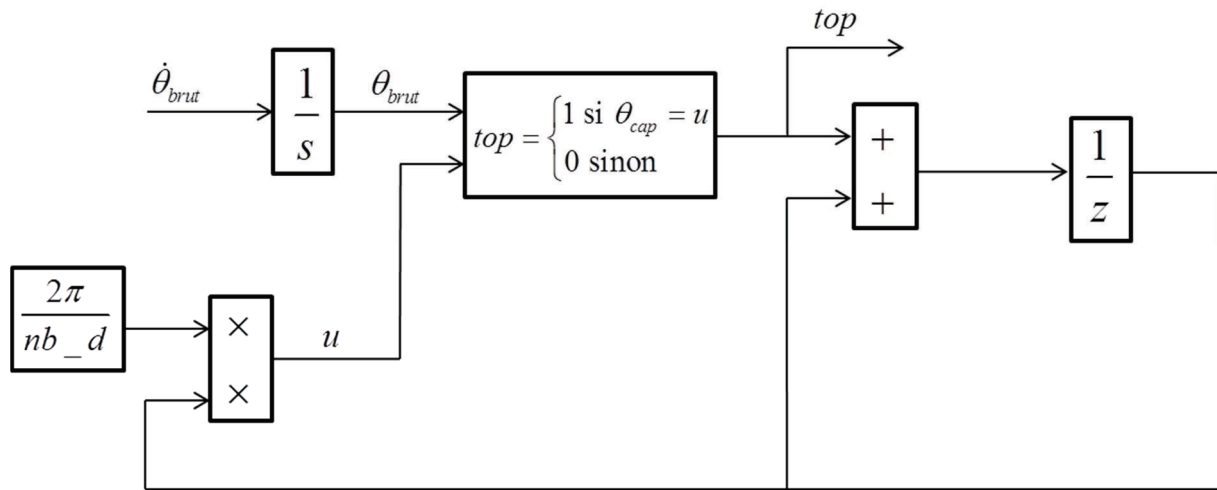 top
θ̇_brut
1/s
θ_brut
top = { 1 si θ_cap = u
0 sinon
+
+
1/z
2π/nb_d
×
×
u